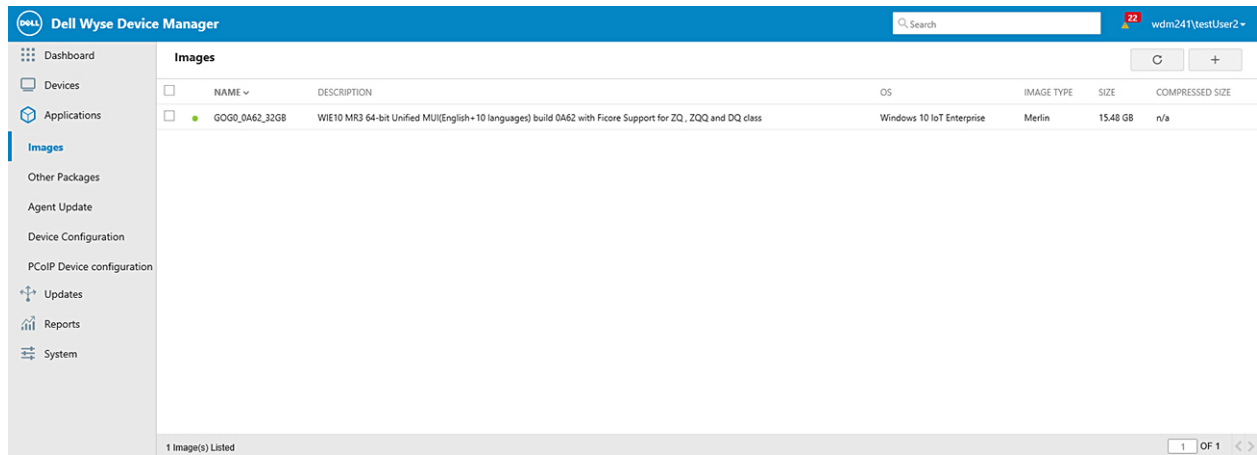 DELL Dell Wyse Device Manager
Search
22
wdm241\testUser2
Dashboard
Devices
Applications
Images
Other Packages
Agent Update
Device Configuration
PCoIP Device configuration
Updates
Reports
System
Images
NAME DESCRIPTION OS IMAGE TYPE SIZE COMPRESSED SIZE
GOG0_0A62_32GB WIE10 MR3 64-bit Unified MUI(English+10 languages) build 0A62 with Ficore Support for ZQ , ZQQ and DQ class Windows 10 IoT Enterprise Merlin 15.48 GB n/a
1 Image(s) Listed
1 OF 1